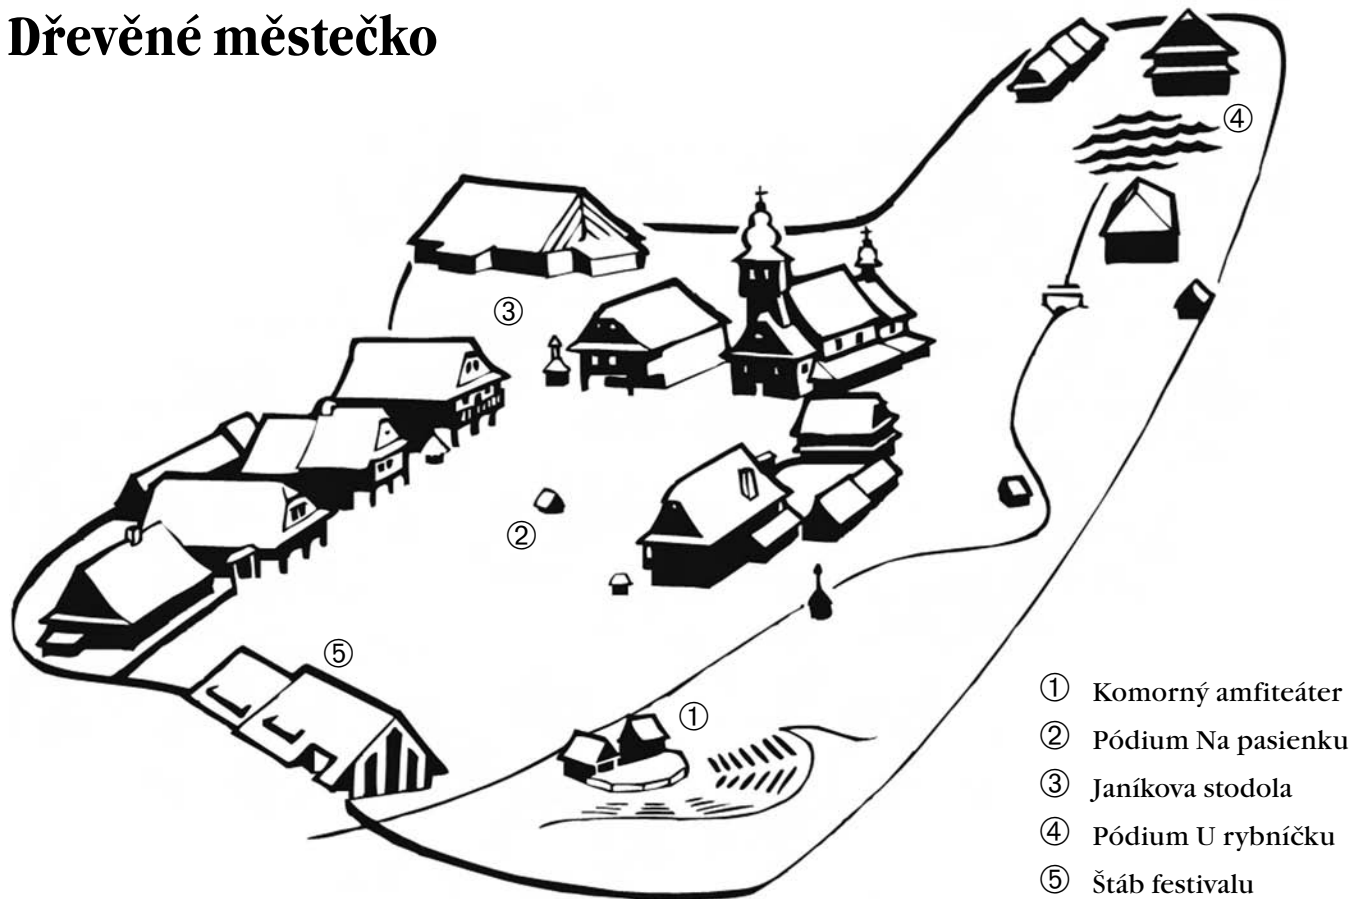 Dřevěné městečko
④
③
②
⑤
①
① Komorný amfiteáter
② Pódium Na pasienku
③ Janíkova stodola
④ Pódium U rybníčku
⑤ Štáb festivalu